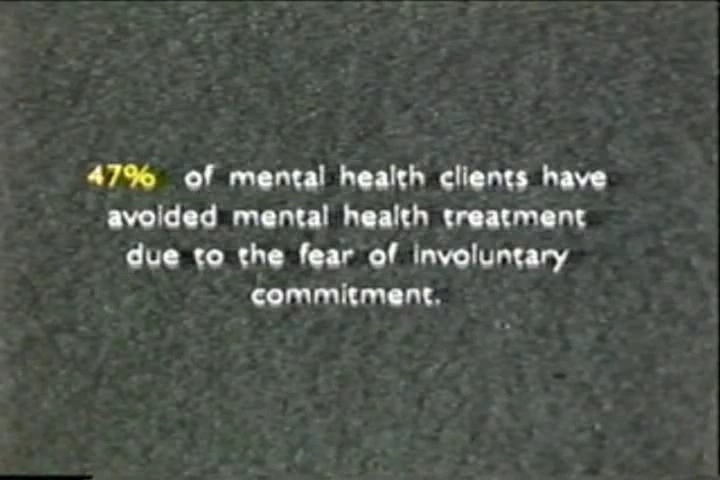 47% of mental health clients have
avoided mental health treatment
due to the fear of involuntary
commitment.